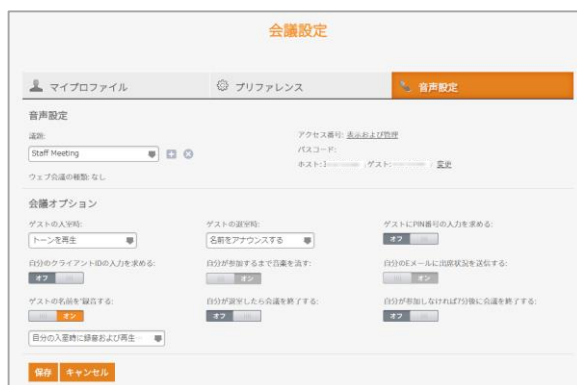 会議設定
マイプロファイル
プリファレンス
音声設定
音声設定
議題:
Staff Meeting
ウェブ会議の種類: なし
アクセス番号: 表示および管理
パスコード:
ホスト: / ゲスト: / 変更
会議オプション
ゲストの入室時:
トーンを再生
ゲストの退室時:
名前をアナウンスする
ゲストにPIN番号の入力を求める:
オフ
自分のクライアントIDの入力を求める:
オフ
自分が参加するまで音楽を流す:
オン
自分のEメールに出席状況を送信する:
オン
ゲストの名前を録音する:
オン
自分の入室時に録音および再生…
自分が退室したら会議を終了する:
オフ
自分が参加しなければ7分後に会議を終了する:
オフ
保存 キャンセル